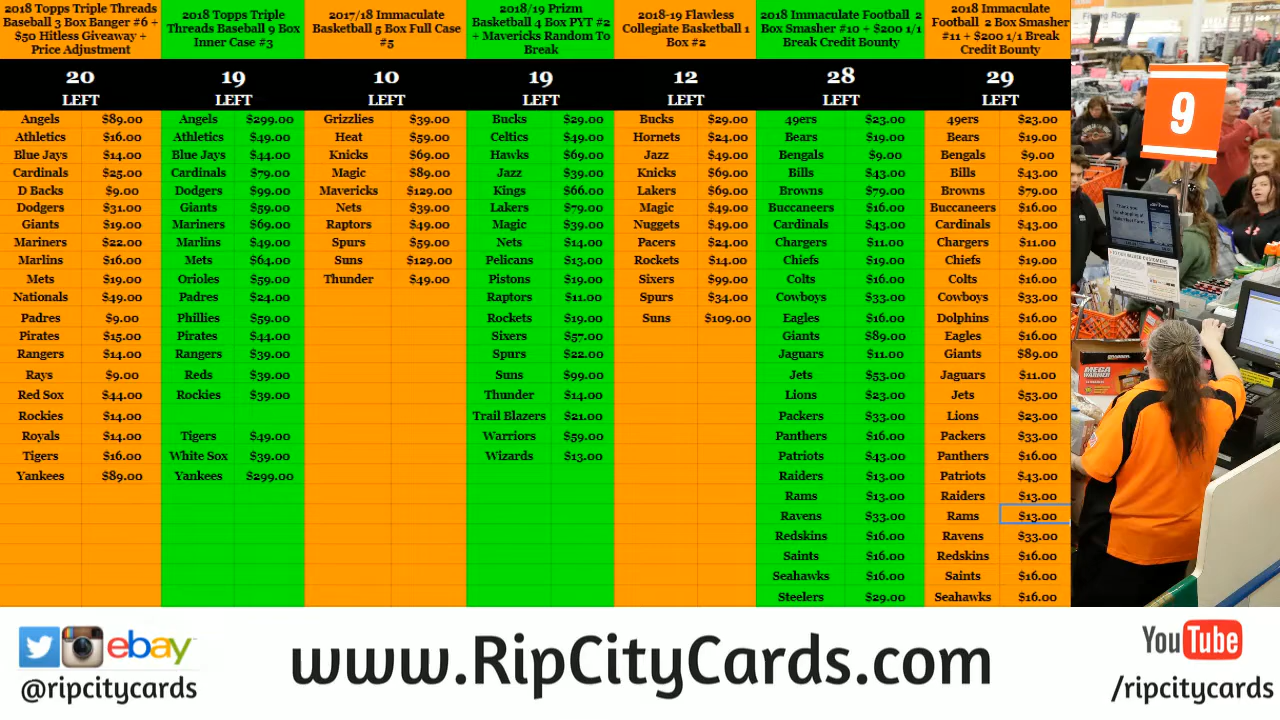 2018 Topps Triple Threads
Baseball 3 Box Banger #6 +
$50 Hitless Giveaway +
Price Adjustment
20
LEFT
Angels $89.00
Athletics $16.00
Blue Jays $14.00
Cardinals $25.00
D Backs $9.00
Dodgers $31.00
Giants $19.00
Mariners $22.00
Marlins $16.00
Mets $19.00
Nationals $49.00
Padres $9.00
Pirates $15.00
Rangers $14.00
Rays $9.00
Red Sox $44.00
Rockies $14.00
Royals $14.00
Tigers $16.00
Yankees $89.00
2018 Topps Triple
Threads Baseball 9 Box
Inner Case #3
19
LEFT
Angels $299.00
Athletics $49.00
Blue Jays $44.00
Cardinals $79.00
Dodgers $99.00
Giants $59.00
Mariners $69.00
Marlins $49.00
Mets $64.00
Orioles $59.00
Padres $24.00
Phillies $59.00
Pirates $44.00
Rangers $39.00
Reds $39.00
Rockies $39.00
Tigers $49.00
White Sox $39.00
Yankees $299.00
2017/18 Immaculate
Basketball 5 Box Full Case
#5
10
LEFT
Grizzlies $39.00
Heat $59.00
Knicks $69.00
Magic $89.00
Mavericks $129.00
Nets $39.00
Raptors $49.00
Spurs $59.00
Suns $129.00
Thunder $49.00
2018/19 Prizm
Basketball 4 Box PYT #2
+ Mavericks Random To
Break
19
LEFT
Bucks $29.00
Celtics $49.00
Hawks $69.00
Jazz $39.00
Kings $66.00
Lakers $79.00
Magic $39.00
Nets $14.00
Pelicans $13.00
Pistons $19.00
Raptors $11.00
Rockets $19.00
Sixers $57.00
Spurs $22.00
Suns $99.00
Thunder $14.00
Trail Blazers $21.00
Warriors $59.00
Wizards $13.00
2018-19 Flawless
Collegiate Basketball 1
Box #2
12
LEFT
Bucks $29.00
Hornets $24.00
Jazz $49.00
Knicks $69.00
Lakers $69.00
Magic $49.00
Nuggets $49.00
Pacers $24.00
Rockets $14.00
Sixers $99.00
Spurs $34.00
Suns $109.00
2018 Immaculate Football 2
Box Smasher #10 + $200 1/1
Break Credit Bounty
28
LEFT
49ers $23.00
Bears $19.00
Bengals $9.00
Bills $43.00
Browns $79.00
Buccaneers $16.00
Cardinals $43.00
Chargers $11.00
Chiefs $19.00
Colts $16.00
Cowboys $33.00
Eagles $16.00
Giants $89.00
Jaguars $11.00
Jets $53.00
Lions $23.00
Packers $33.00
Panthers $16.00
Patriots $43.00
Raiders $13.00
Rams $13.00
Ravens $33.00
Redskins $16.00
Saints $16.00
Seahawks $16.00
Steelers $29.00
2018 Immaculate
Football 2 Box Smasher
#11 + $200 1/1 Break
Credit Bounty
29
LEFT
49ers $23.00
Bears $19.00
Bengals $9.00
Bills $43.00
Browns $79.00
Buccaneers $16.00
Cardinals $43.00
Chargers $11.00
Chiefs $19.00
Colts $16.00
Cowboys $33.00
Dolphins $16.00
Eagles $16.00
Giants $89.00
Jaguars $11.00
Jets $53.00
Lions $23.00
Packers $33.00
Panthers $16.00
Patriots $43.00
Raiders $13.00
Rams $13.00
Ravens $33.00
Redskins $16.00
Saints $16.00
Seahawks $16.00
9
MEGA
WARMER
ebay
@ripcitycards
www.RipCityCards.com
YouTube
/ripcitycards